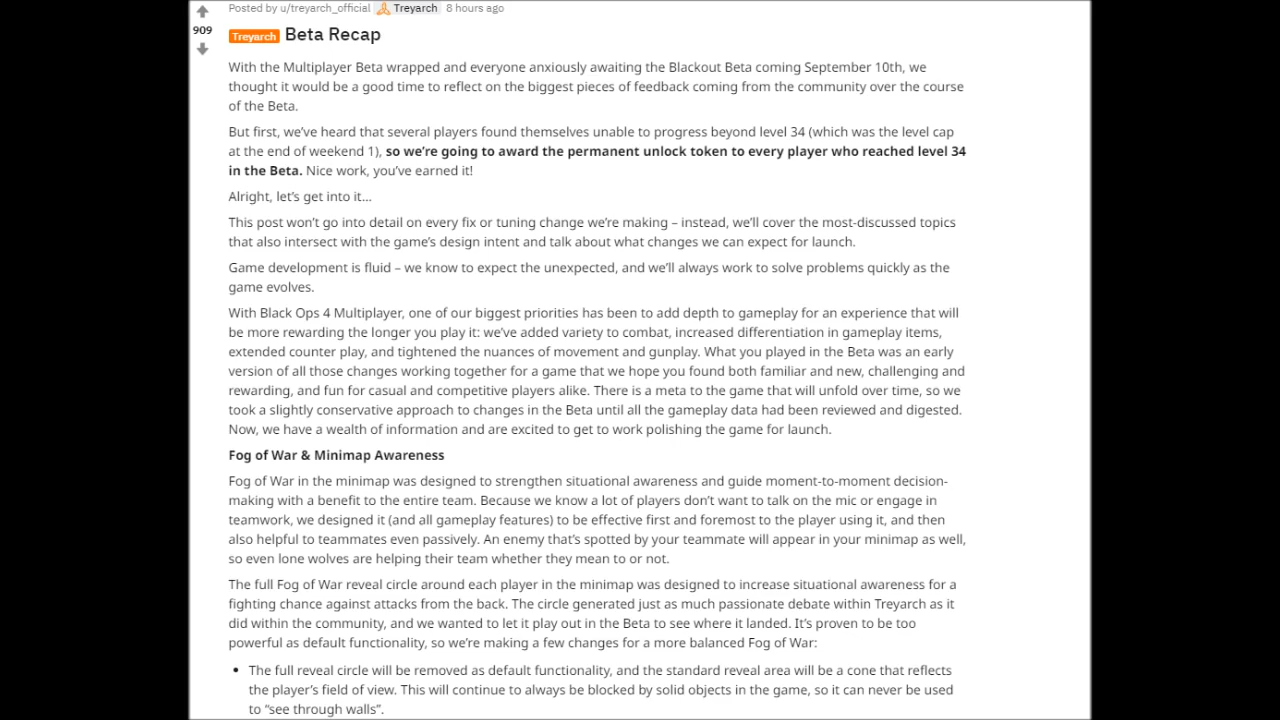 Posted by u/treyarch_official Treyarch 8 hours ago
909
Treyarch Beta Recap
With the Multiplayer Beta wrapped and everyone anxiously awaiting the Blackout Beta coming September 10th, we
thought it would be a good time to reflect on the biggest pieces of feedback coming from the community over the course
of the Beta.
But first, we’ve heard that several players found themselves unable to progress beyond level 34 (which was the level cap
at the end of weekend 1), so we’re going to award the permanent unlock token to every player who reached level 34
in the Beta. Nice work, you’ve earned it!
Alright, let’s get into it…
This post won’t go into detail on every fix or tuning change we’re making – instead, we’ll cover the most-discussed topics
that also intersect with the game’s design intent and talk about what changes we can expect for launch.
Game development is fluid – we know to expect the unexpected, and we’ll always work to solve problems quickly as the
game evolves.
With Black Ops 4 Multiplayer, one of our biggest priorities has been to add depth to gameplay for an experience that will
be more rewarding the longer you play it: we’ve added variety to combat, increased differentiation in gameplay items,
extended counter play, and tightened the nuances of movement and gunplay. What you played in the Beta was an early
version of all those changes working together for a game that we hope you found both familiar and new, challenging and
rewarding, and fun for casual and competitive players alike. There is a meta to the game that will unfold over time, so we
took a slightly conservative approach to changes in the Beta until all the gameplay data had been reviewed and digested.
Now, we have a wealth of information and are excited to get to work polishing the game for launch.
Fog of War & Minimap Awareness
Fog of War in the minimap was designed to strengthen situational awareness and guide moment-to-moment decision-
making with a benefit to the entire team. Because we know a lot of players don’t want to talk on the mic or engage in
teamwork, we designed it (and all gameplay features) to be effective first and foremost to the player using it, and then
also helpful to teammates even passively. An enemy that’s spotted by your teammate will appear in your minimap as well,
so even lone wolves are helping their team whether they mean to or not.
The full Fog of War reveal circle around each player in the minimap was designed to increase situational awareness for a
fighting chance against attacks from the back. The circle generated just as much passionate debate within Treyarch as it
did within the community, and we wanted to let it play out in the Beta to see where it landed. It’s proven to be too
powerful as default functionality, so we’re making a few changes for a more balanced Fog of War:
• The full reveal circle will be removed as default functionality, and the standard reveal area will be a cone that reflects
the player’s field of view. This will continue to always be blocked by solid objects in the game, so it can never be used
to “see through walls”.